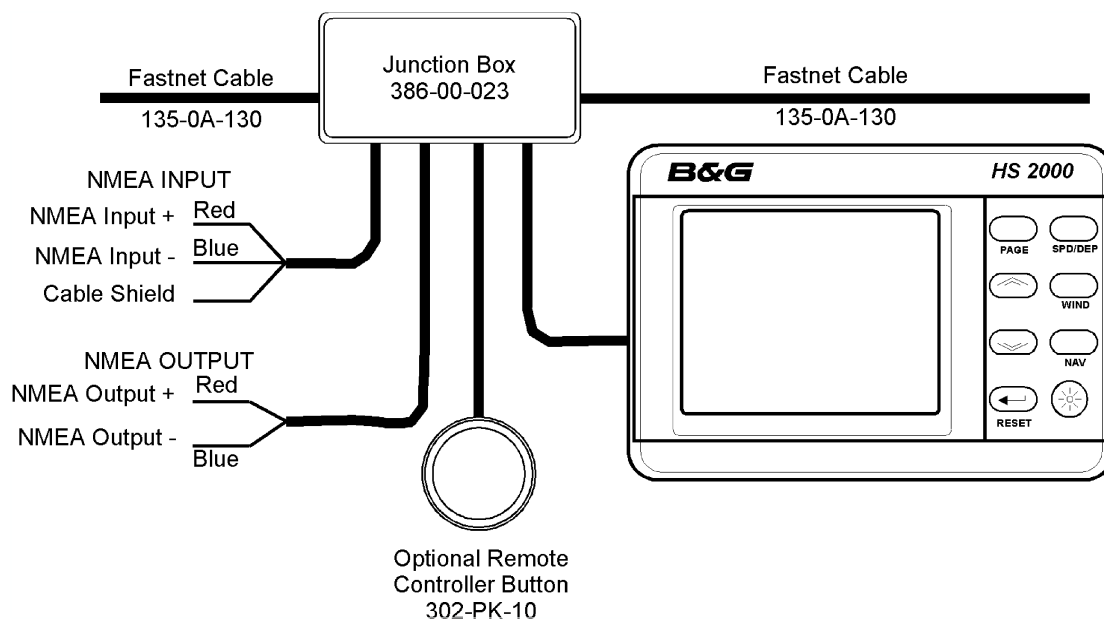 Junction Box
386-00-023
Fastnet Cable
135-0A-130
Fastnet Cable
135-0A-130
NMEA INPUT
NMEA Input + Red
NMEA Input - Blue
Cable Shield
NMEA OUTPUT
NMEA Output + Red
NMEA Output - Blue
B&G HS 2000
PAGE SPD/DEP
WIND
NAV
RESET
Optional Remote
Controller Button
302-PK-10